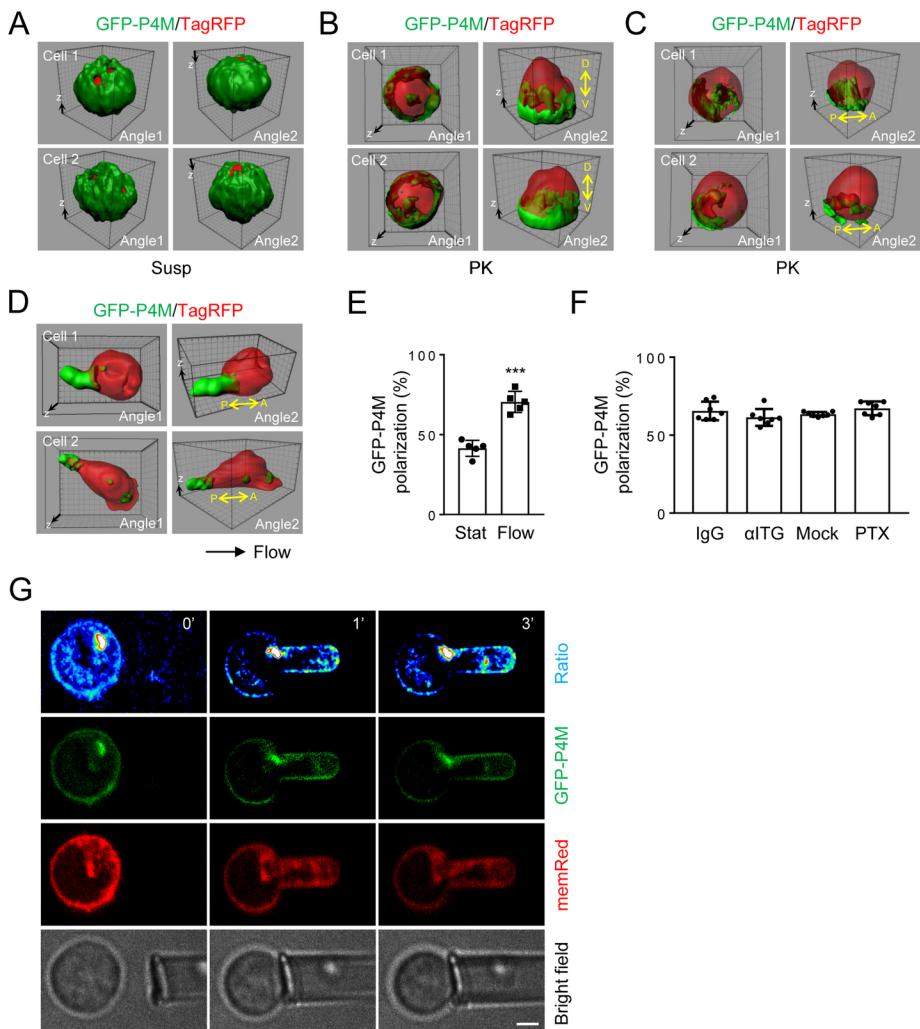 A
GFP-P4M/TagRFP
Cell 1
z
Angle1
z
Angle2
Cell 2
z
Angle1
z
Angle2
Susp
B
GFP-P4M/TagRFP
Cell 1
z
D
V
z
Angle1
Angle2
Cell 2
z
D
V
z
Angle1
Angle2
PK
C
GFP-P4M/TagRFP
Cell 1
z
P A
z
Angle1
Angle2
Cell 2
z
P A
z
Angle1
Angle2
PK
D
GFP-P4M/TagRFP
Cell 1
z
P A
z
Angle1
Angle2
Cell 2
z
P A
z
Angle1
Angle2
Flow
E
GFP-P4M
polarization (%)
100
50
0
***
Stat Flow
F
GFP-P4M
polarization (%)
100
50
0
IgG αITG Mock PTX
G
0’ 1’ 3’
Ratio
GFP-P4M
memRed
Bright field